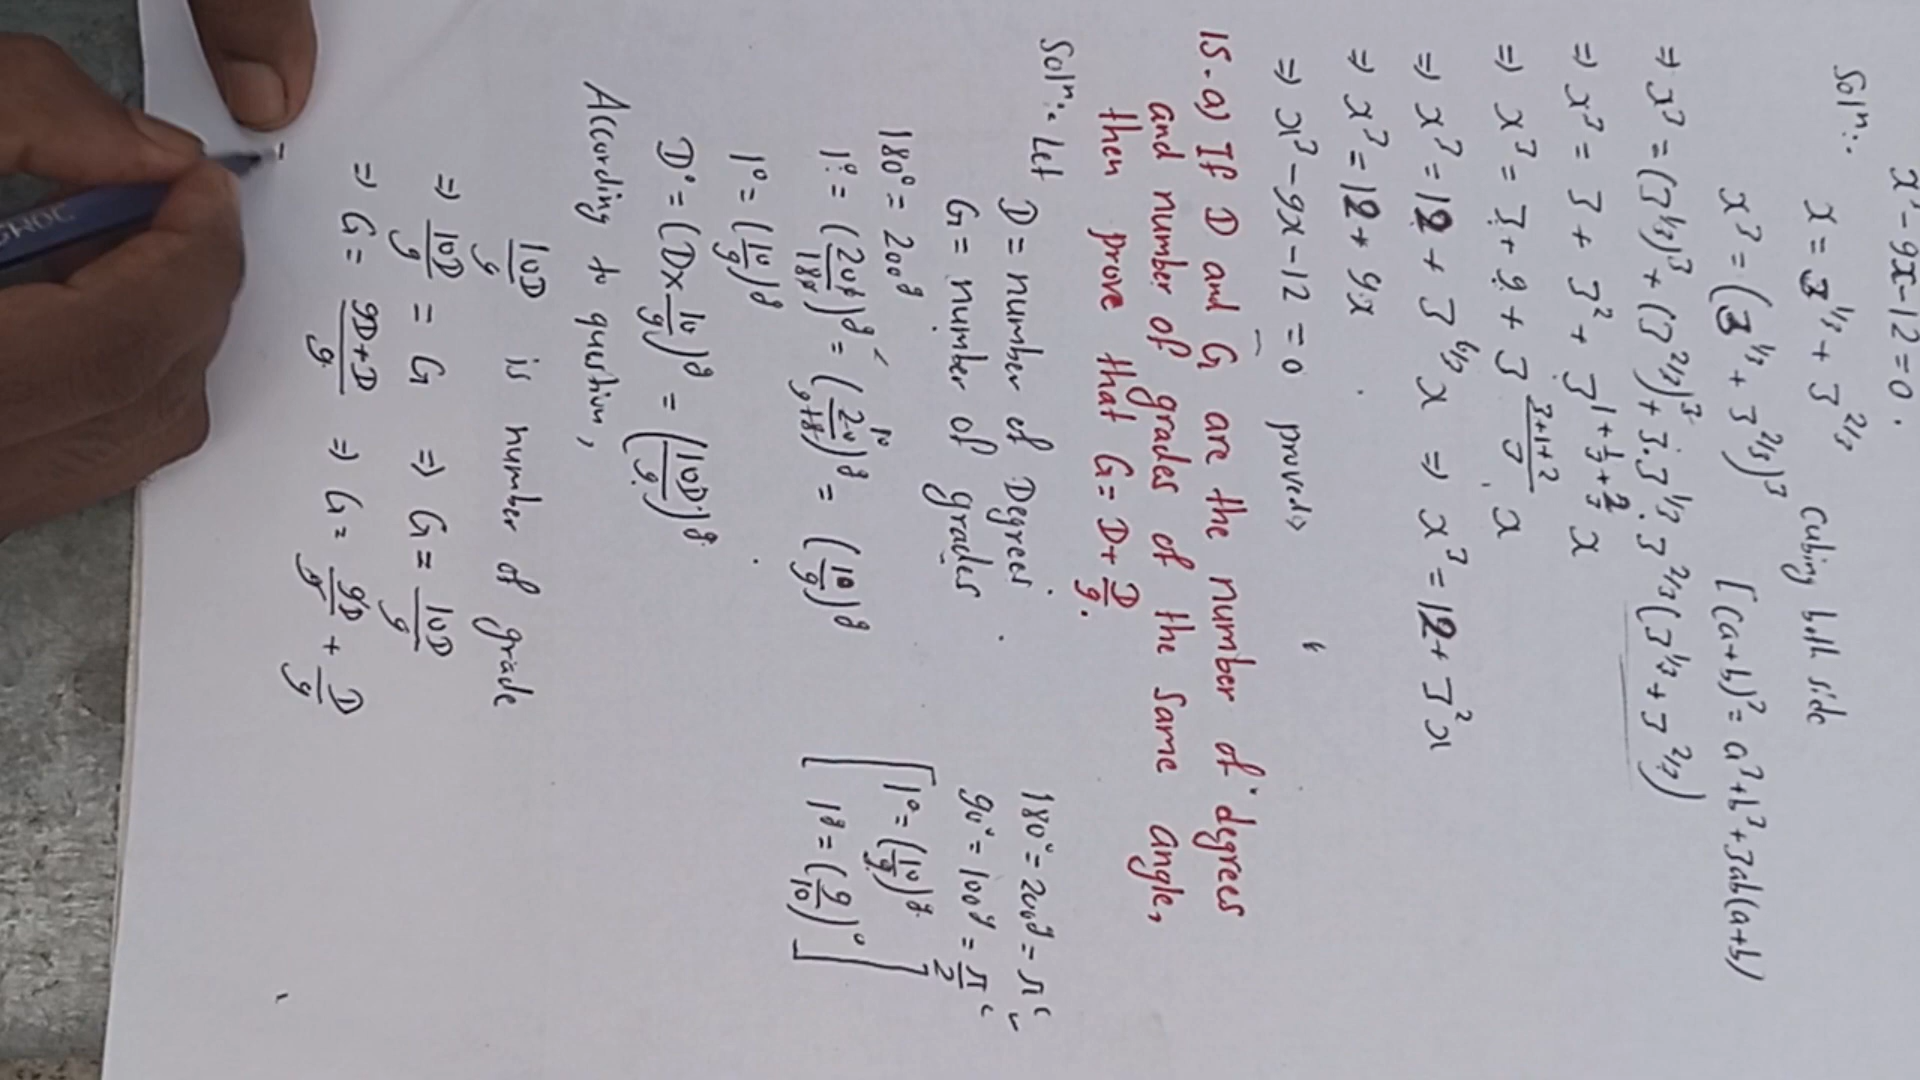 x³-9x-12=0.
Solⁿ:. x = 3^1/3 + 3^2/3 cubing both side
x³ = (3^1/3 + 3^2/3)³ [(a+b)³ = a³+b³+3ab(a+b)
⇒ x³ = (3^1/3)³ + (3^2/3)³ + 3.3^1/3.3^2/3(3^1/3 + 3^2/3)
⇒ x³ = 3 + 3² + 3^1+1/3+2/3 x
⇒ x³ = 3 + 9 + 3^(3+1+2)/3 x
⇒ x³ = 12 + 3^6/3 x ⇒ x³ = 12 + 3²x
⇒ x³ = 12 + 9x
⇒ x³ - 9x - 12 = 0 proved
15. a) If D and G are the number of degrees
and number of grades of the same angle,
then prove that G = D + D/9.
Solⁿ:. Let D = number of Degrees
G = number of grades
180° = 200^g
1° = (200/180)^g = (20/18)^g = (10/9)^g
1° = (10/9)^g
D° = (D×10/9)^g = (10D/9)^g
180° = 200^g = π^c
90° = 100^g = π/2^c
[1° = (10/9)^g
1^g = (9/10)°]
According to question,
10D/9 is number of grade
⇒ 10D/9 = G ⇒ G = 10D/9
⇒ G = 9D+D/9 ⇒ G = 9D/9 + D/9
JOMSA